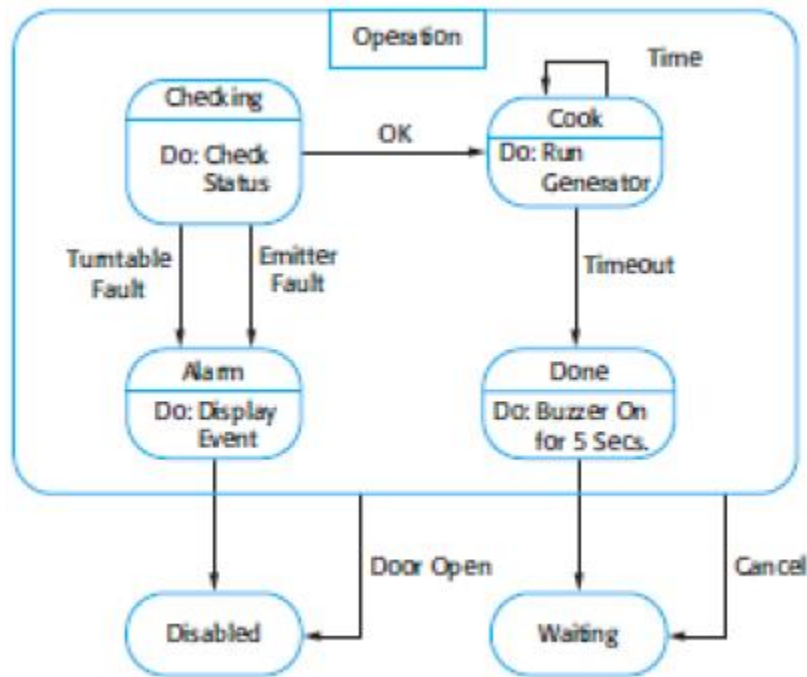 Operation
Time
Checking
Cook
OK
Do: Check
Status
Do: Run
Generator
Turntable
Fault
Emitter
Fault
Timeout
Alarm
Done
Do: Display
Event
Do: Buzzer On
for 5 Secs.
Door Open
Cancel
Disabled
Waiting